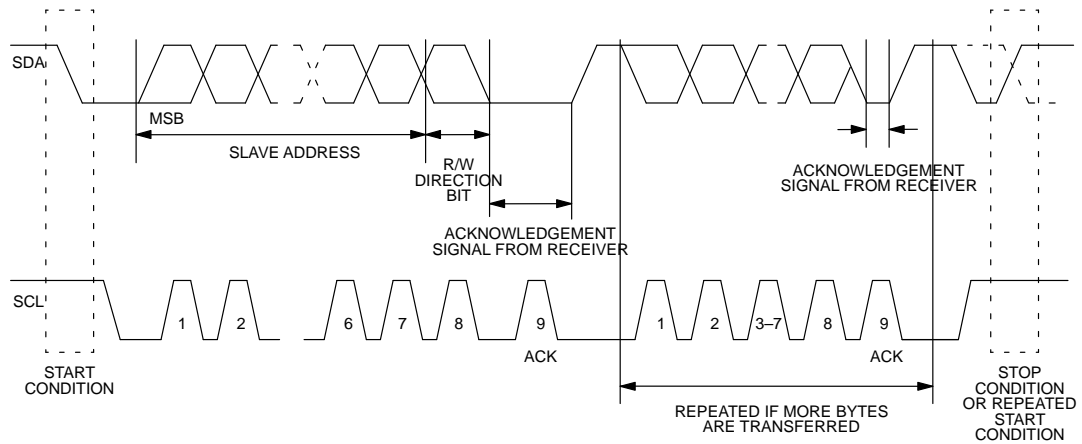 SDA
MSB
SLAVE ADDRESS
R/W
DIRECTION
BIT
ACKNOWLEDGEMENT
SIGNAL FROM RECEIVER
ACKNOWLEDGEMENT
SIGNAL FROM RECEIVER
SCL
1 2 6 7 8 9 1 2 3–7 8 9
ACK ACK
START
CONDITION
REPEATED IF MORE BYTES
ARE TRANSFERRED
STOP
CONDITION
OR REPEATED
START
CONDITION